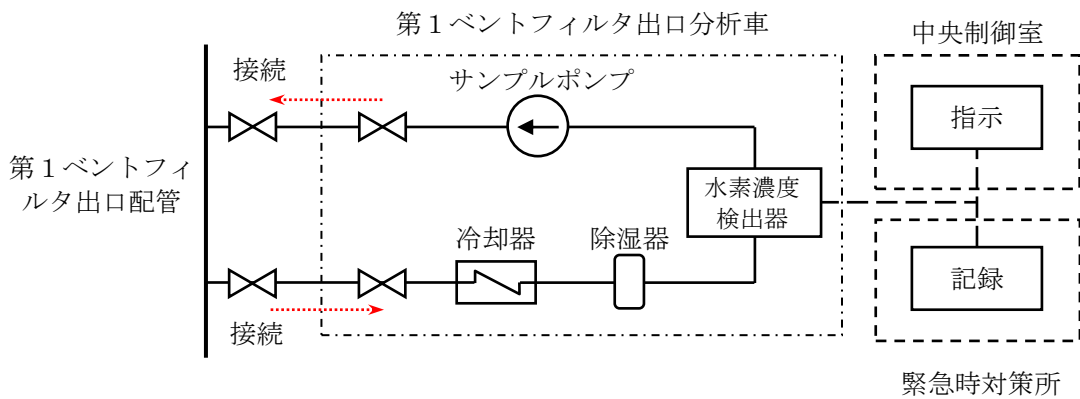 第１ベントフィルタ出口分析車
中央制御室
接続
サンプルポンプ
指示
第１ベントフィ
ルタ出口配管
水素濃度
検出器
冷却器
除湿器
記録
接続
緊急時対策所